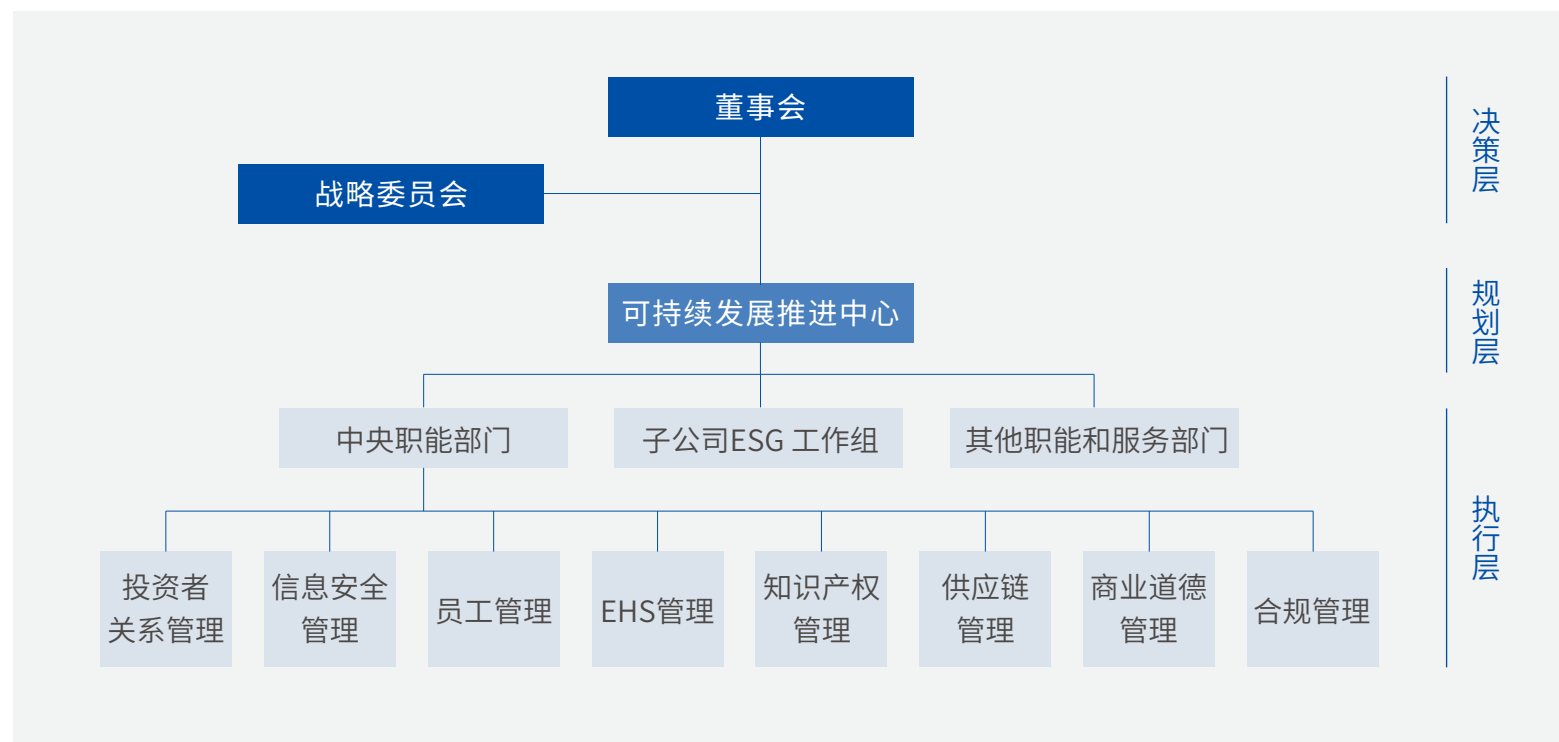 董事会
战略委员会
决策层
可持续发展推进中心
规划层
中央职能部门
子公司ESG 工作组
其他职能和服务部门
执行层
投资者
关系管理
信息安全
管理
员工管理
EHS管理
知识产权
管理
供应链
管理
商业道德
管理
合规管理